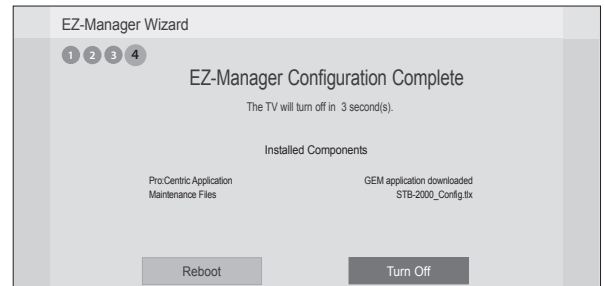 EZ-Manager Wizard
1 2 3 4
EZ-Manager Configuration Complete
The TV will turn off in 3 second(s).
Installed Components
Pro:Centric Application GEM application downloaded
Maintenance Files STB-2000_Config.tlx
Reboot Turn Off